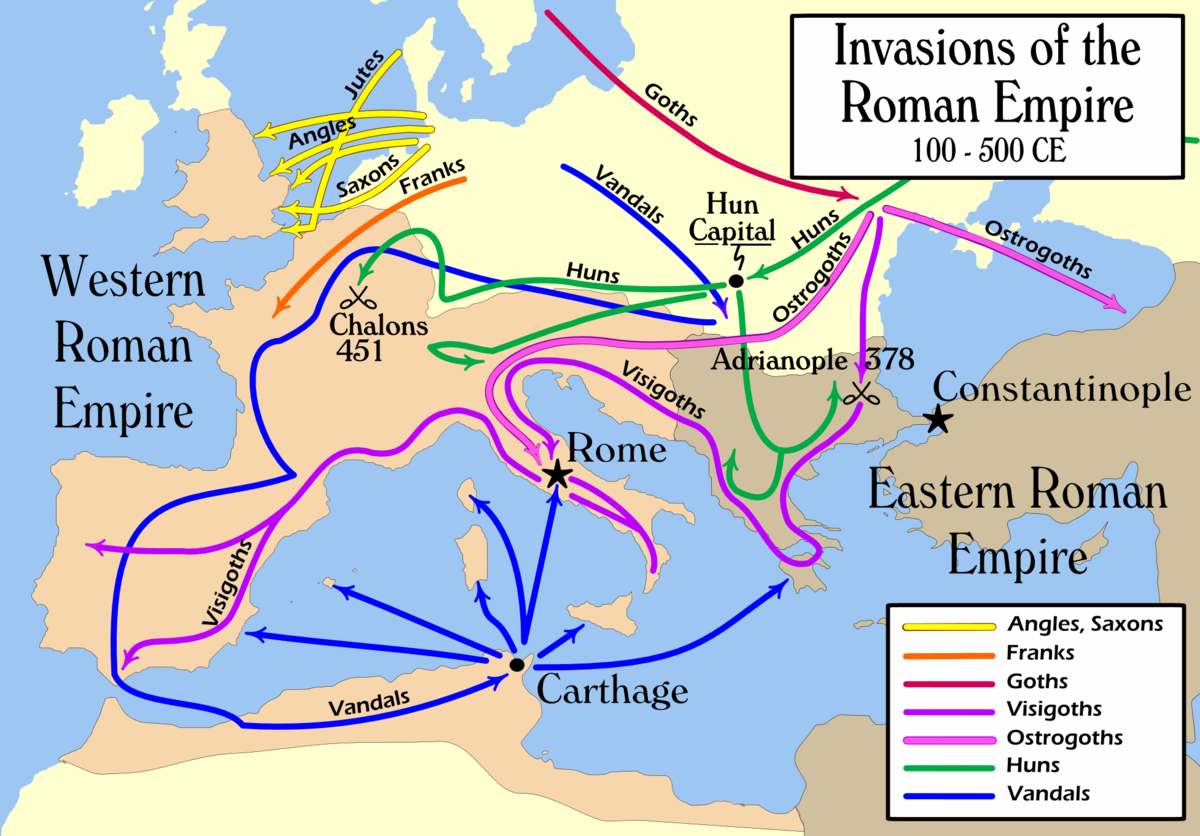 Invasions of the
Roman Empire
100 - 500 CE
Jutes
Angles
Saxons
Franks
Goths
Vandals
Hun
Capital
Huns
Ostrogoths
Ostrogoths
Huns
Western
Roman
Empire
Chalons
451
Adrianople 378
Visigoths
Constantinople
Rome
Eastern Roman
Empire
Visigoths
Carthage
Vandals
Angles, Saxons
Franks
Goths
Visigoths
Ostrogoths
Huns
Vandals